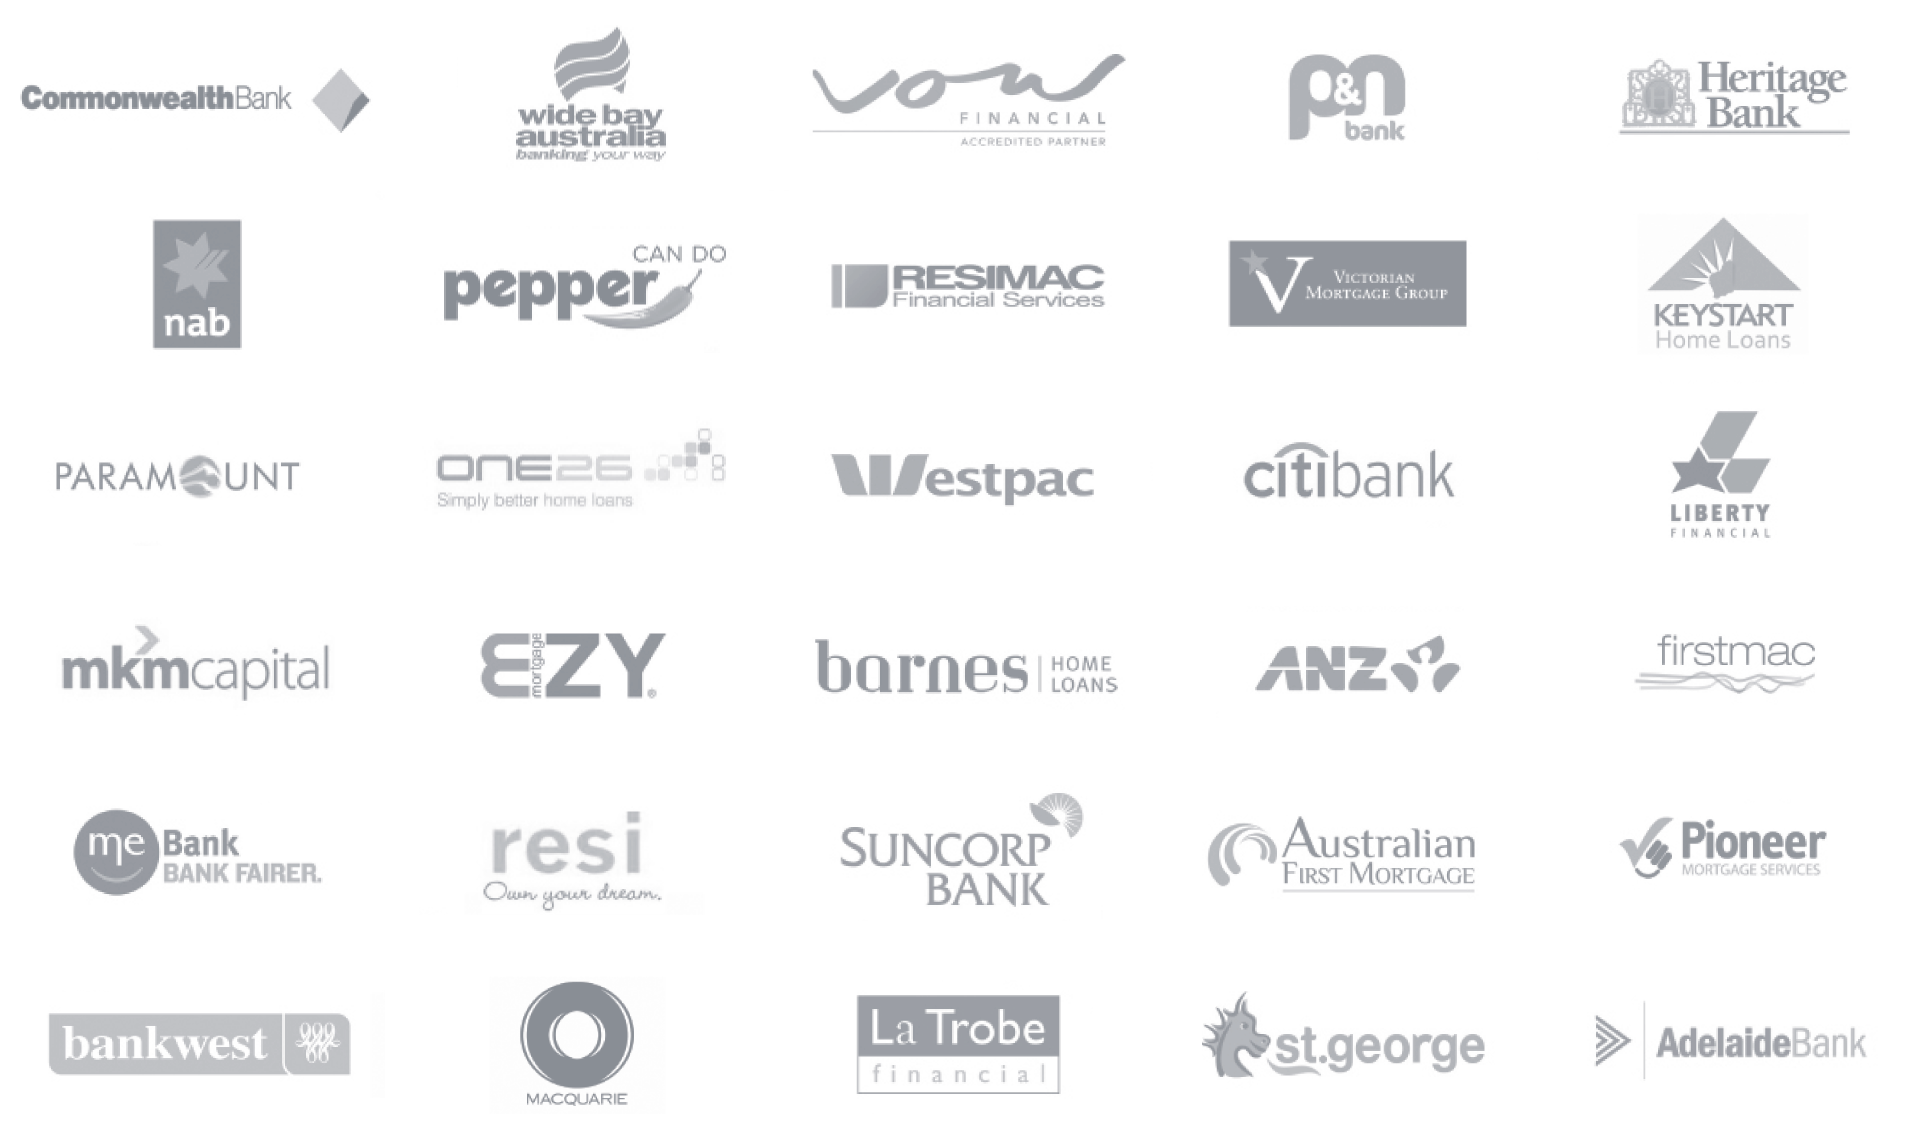 CommonwealthBank
wide bay
australia
banking your way
vow
FINANCIAL
ACCREDITED PARTNER
p&n
bank
Heritage
Bank
nab
CAN DO
pepper
RESIMAC
Financial Services
VICTORIAN
MORTGAGE GROUP
KEYSTART
Home Loans
PARAMOUNT
ONE26
Simply better home loans
Westpac
citibank
LIBERTY
FINANCIAL
mkmcapital
mortgage
EZY®
barnes
HOME
LOANS
ANZ
firstmac
me Bank
BANK FAIRER.
resi
Own your dream.
SUNCORP
BANK
Australian
FIRST MORTGAGE
Pioneer
MORTGAGE SERVICES
bankwest
MACQUARIE
La Trobe
financial
st.george
AdelaideBank